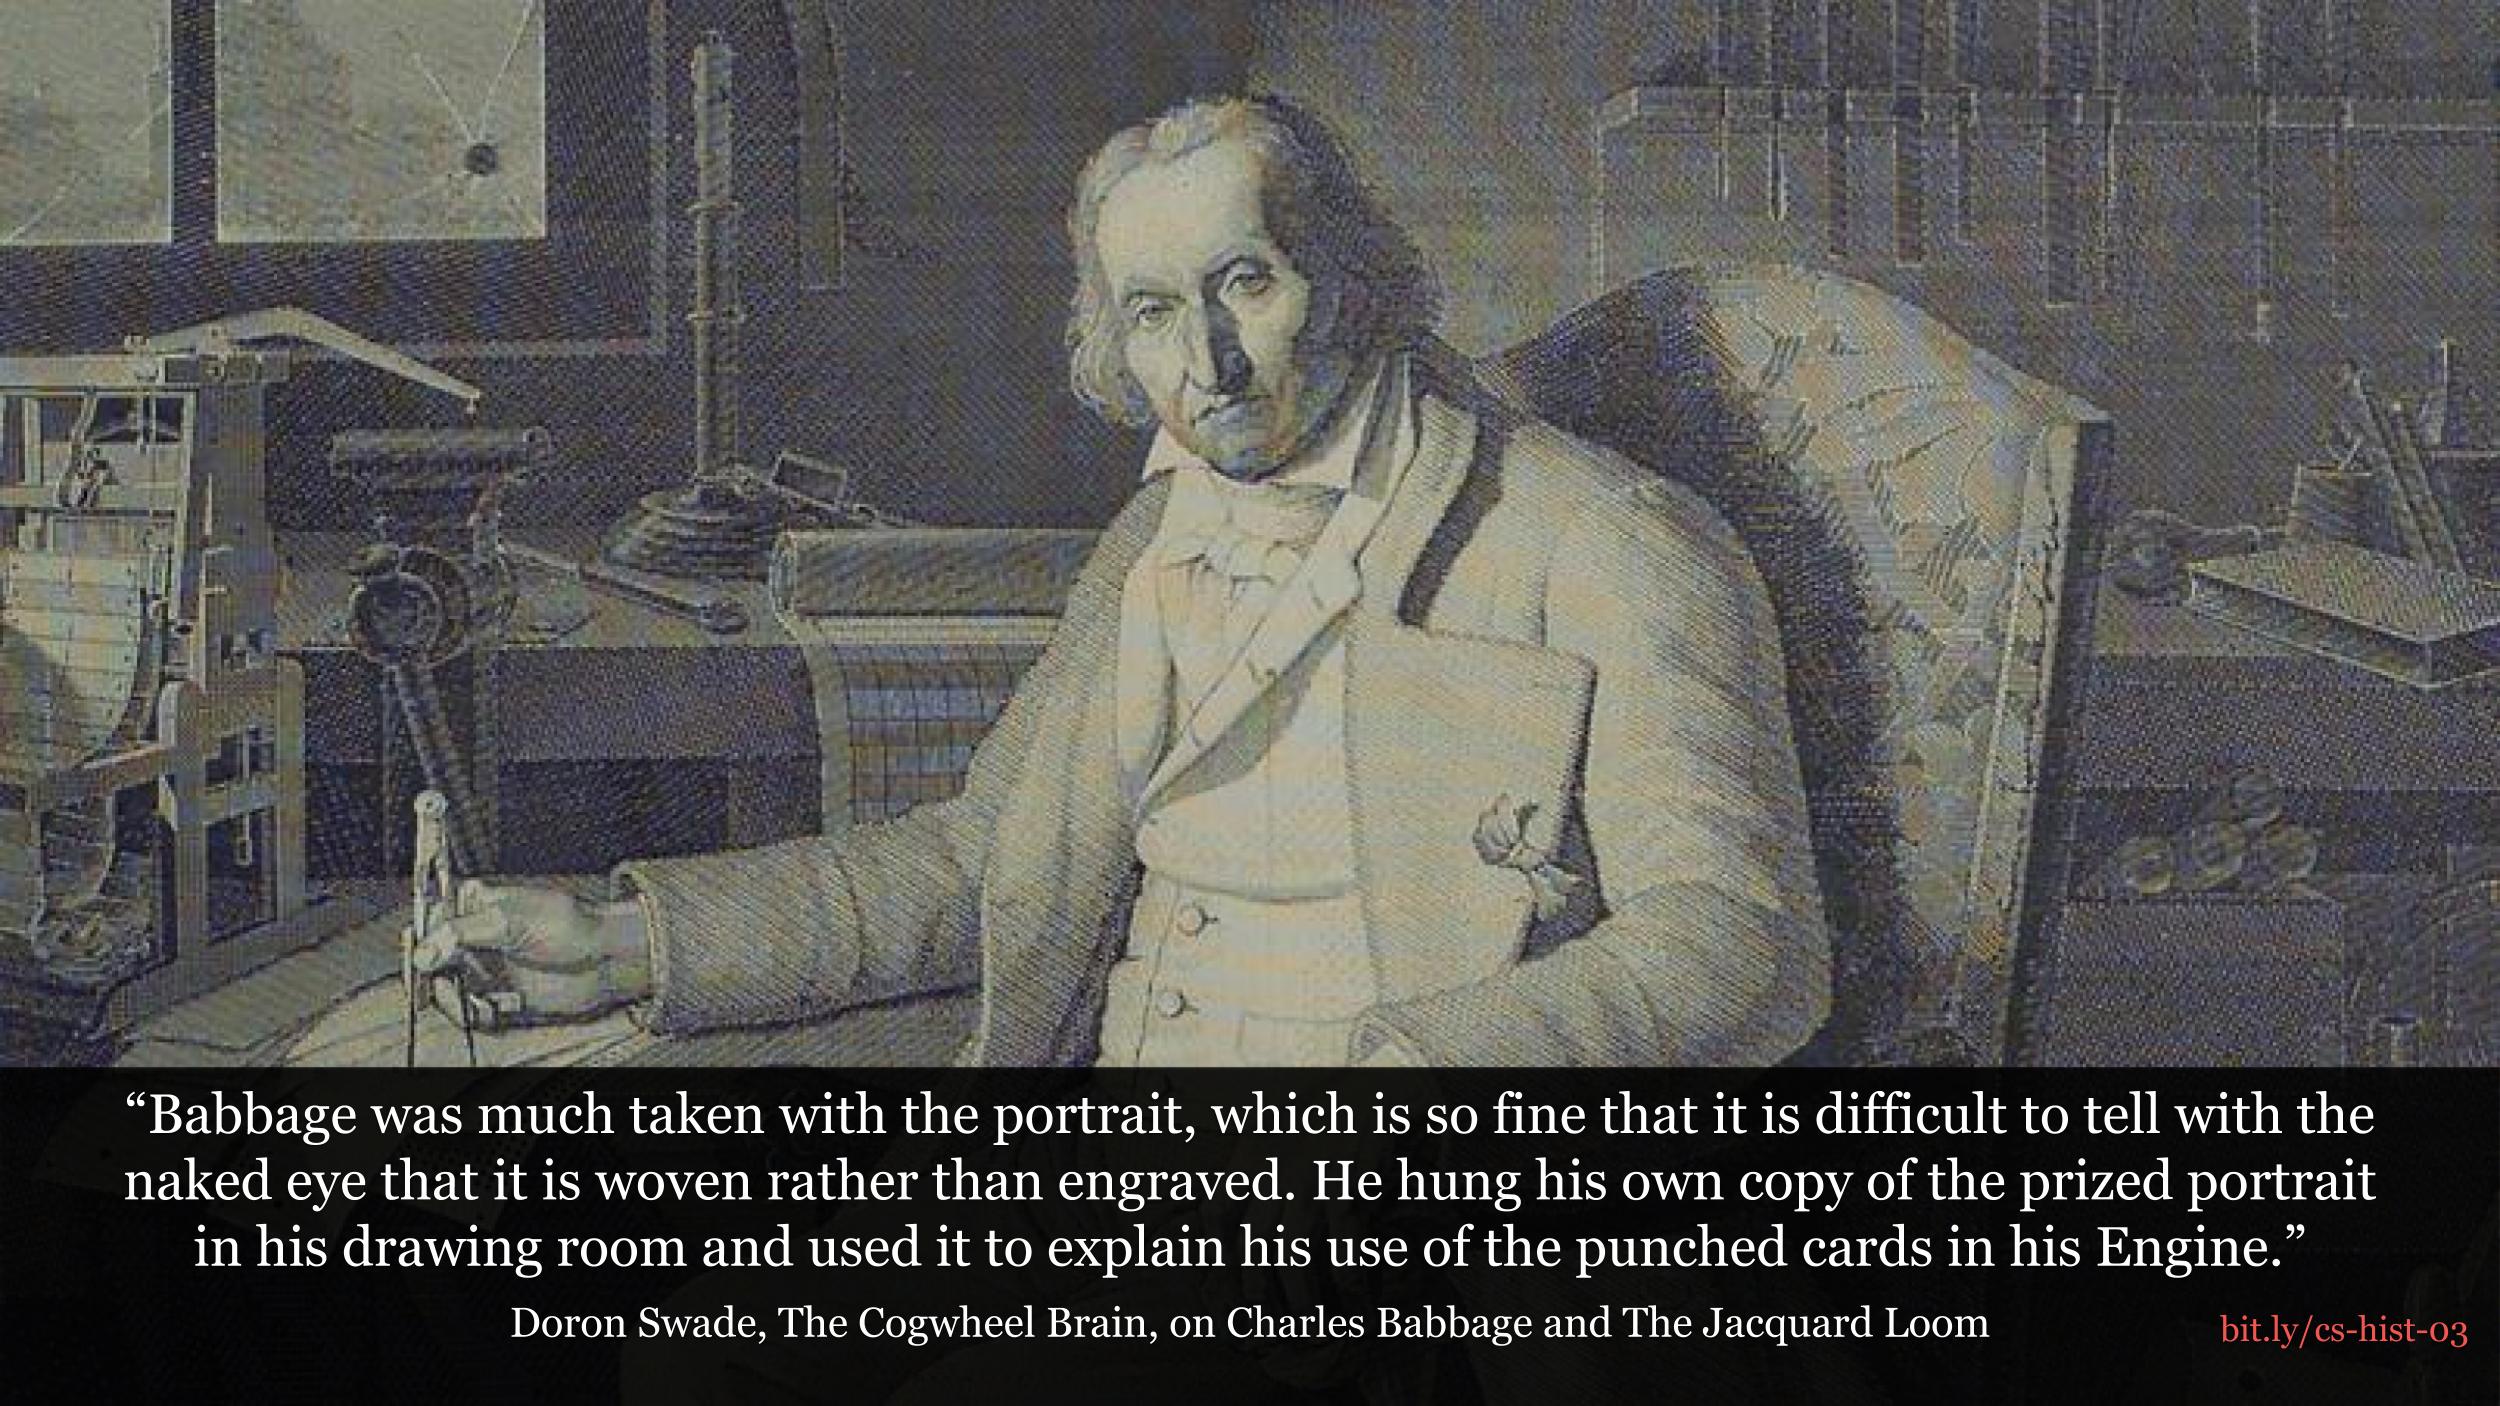 “Babbage was much taken with the portrait, which is so fine that it is difficult to tell with the
naked eye that it is woven rather than engraved. He hung his own copy of the prized portrait
in his drawing room and used it to explain his use of the punched cards in his Engine.”
Doron Swade, The Cogwheel Brain, on Charles Babbage and The Jacquard Loom
bit.ly/cs-hist-03